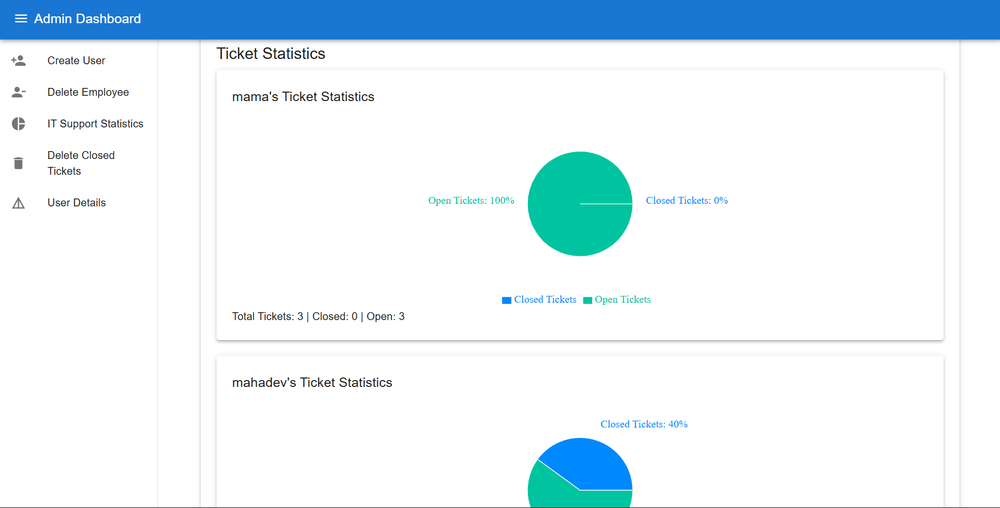 Admin Dashboard
Create User
Delete Employee
IT Support Statistics
Delete Closed
Tickets
User Details
Ticket Statistics
mama's Ticket Statistics
Open Tickets: 100%
Closed Tickets: 0%
Closed Tickets
Open Tickets
Total Tickets: 3 | Closed: 0 | Open: 3
mahadev's Ticket Statistics
Closed Tickets: 40%